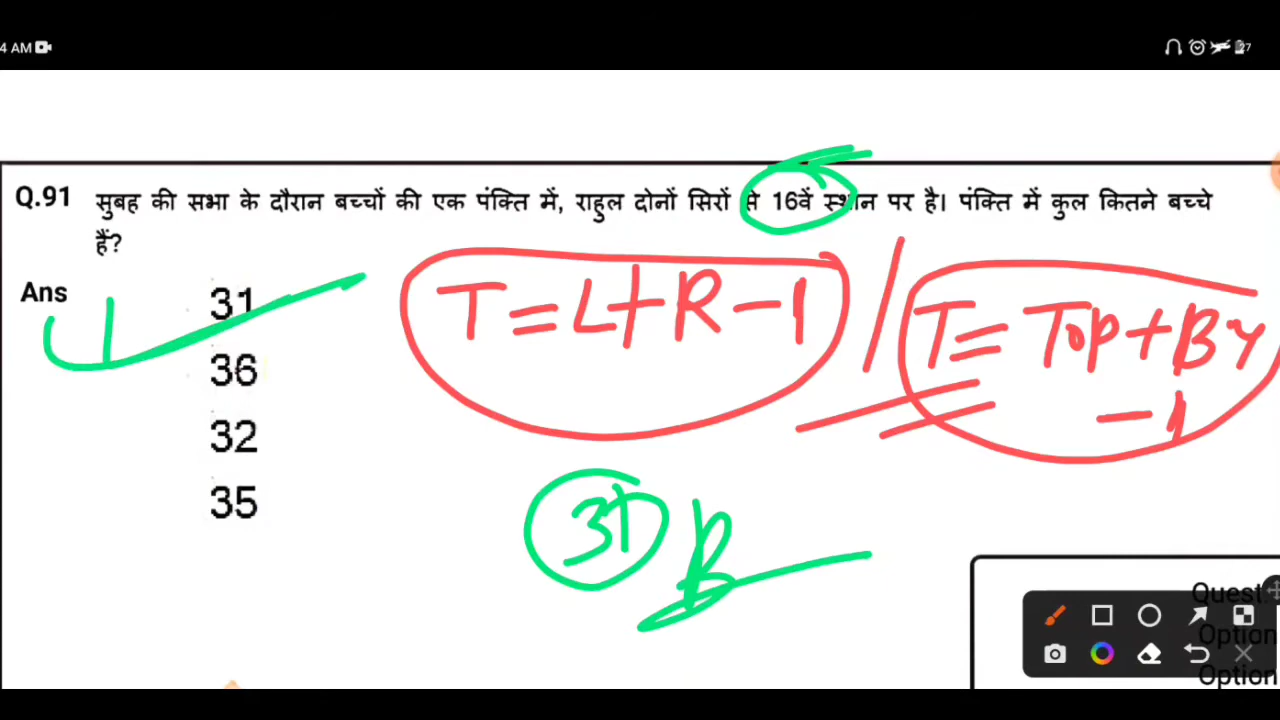 4 AM
27
Q.91 सुबह की सभा के दौरान बच्चों की एक पंक्ति में, राहुल दोनों सिरों से 16वें स्थान पर है। पंक्ति में कुल कितने बच्चे
हैं?
Ans 31
36
32
35
T = L + R - 1 / T = Top + B
- 1
31
Quest
Option
Option